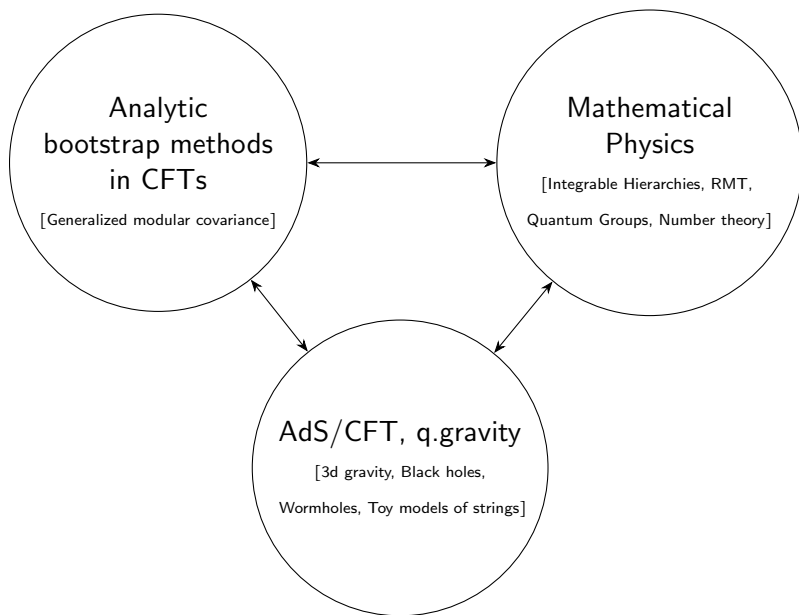 Analytic
bootstrap methods
in CFTs
[Generalized modular covariance]
Mathematical
Physics
[Integrable Hierarchies, RMT,
Quantum Groups, Number theory]
AdS/CFT, q.gravity
[3d gravity, Black holes,
Wormholes, Toy models of strings]